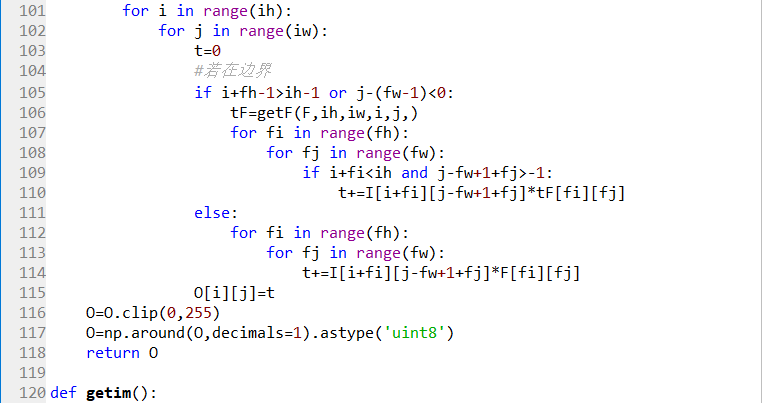 101 for i in range(ih):
102 for j in range(iw):
103 t=0
104 #若在边界
105 if i+fh-1>ih-1 or j-(fw-1)<0:
106 tF=getF(F,ih,iw,i,j,)
107 for fi in range(fh):
108 for fj in range(fw):
109 if i+fi<ih and j-fw+1+fj>-1:
110 t+=I[i+fi][j-fw+1+fj]*tF[fi][fj]
111 else:
112 for fi in range(fh):
113 for fj in range(fw):
114 t+=I[i+fi][j-fw+1+fj]*F[fi][fj]
115 O[i][j]=t
116 O=O.clip(0,255)
117 O=np.around(O,decimals=1).astype('uint8')
118 return O
119
120 def getim():